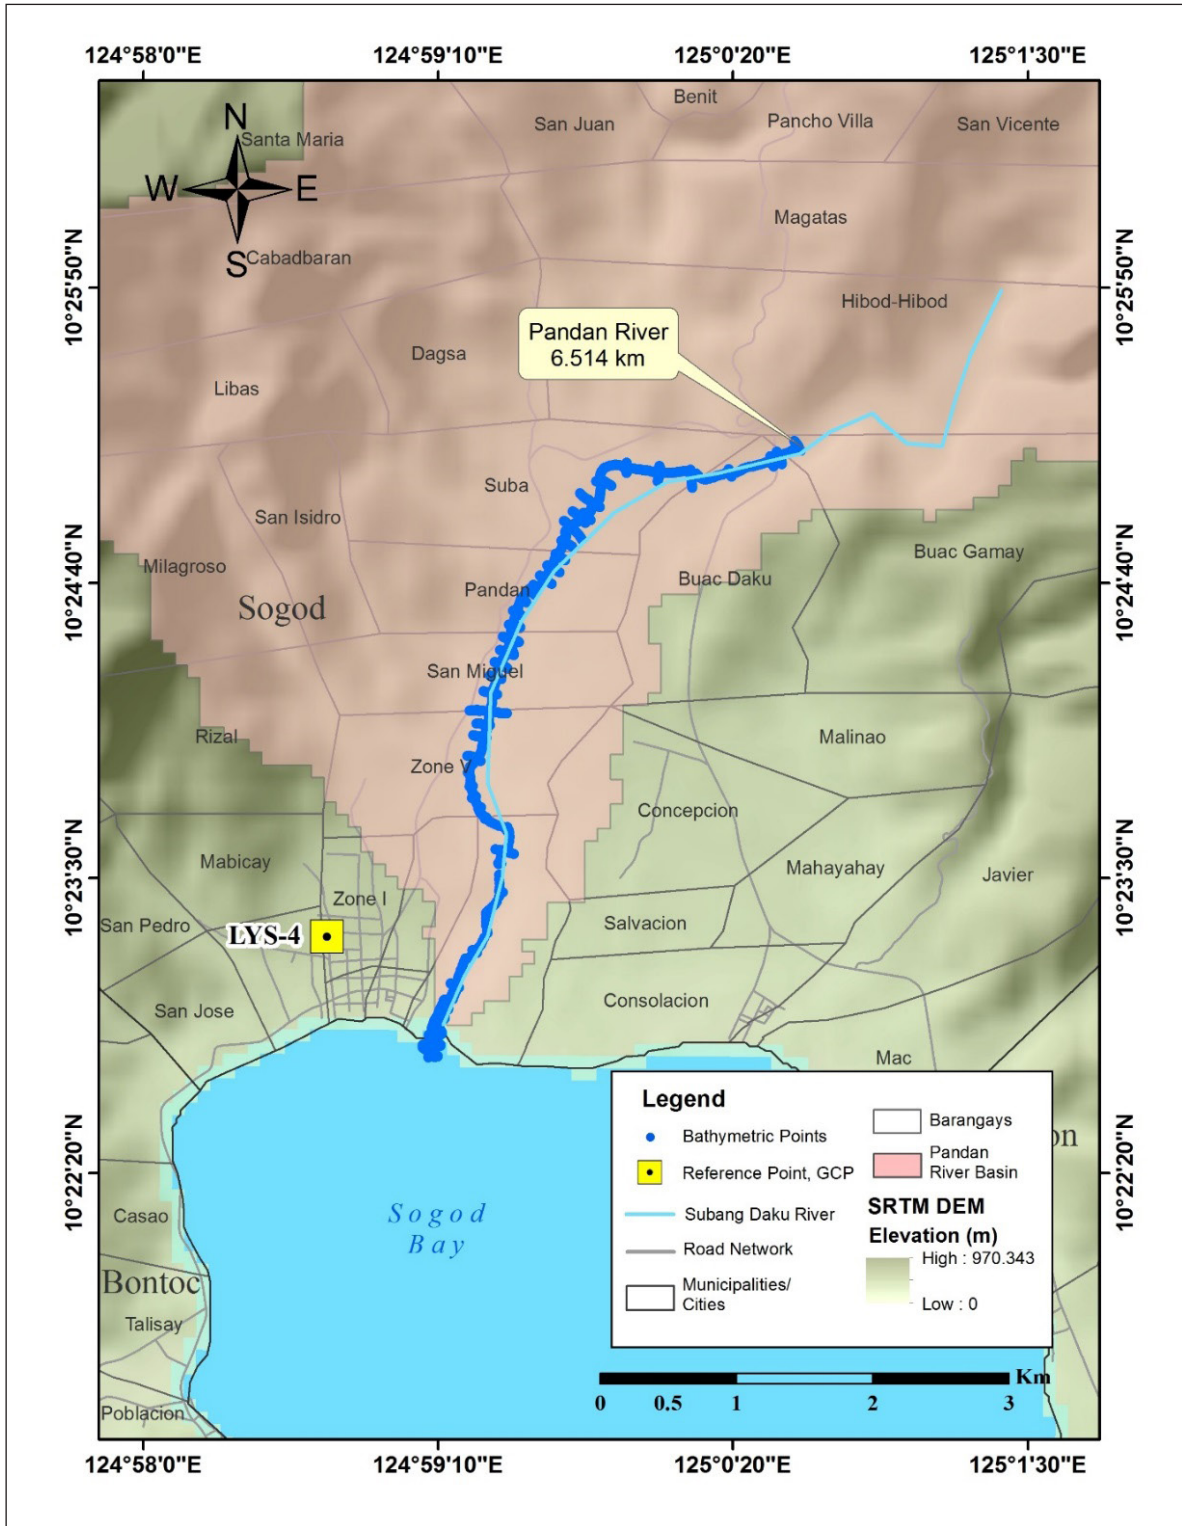 124°58'0"E
124°59'10"E
125°0'20"E
125°1'30"E
Benit
San Juan
Pancho Villa
San Vicente
N
Santa Maria
W
E
Magatas
S
Cabadbaran
10°25'50"N
10°25'50"N
Hibod-Hibod
Pandan River
6.514 km
Dagsa
Libas
Suba
San Isidro
Buac Gamay
Milagroso
10°24'40"N
10°24'40"N
Buac Daku
Pandan
Sogod
San Miguel
Rizal
Malinao
Zone V
Concepcion
Mabicay
Mahayahay
10°23'30"N
10°23'30"N
Javier
Zone I
San Pedro
LYS-4
Salvacion
San Jose
Consolacion
Mac
Legend
Bathymetric Points
Reference Point, GCP
Subang Daku River
Road Network
Municipalities/
Cities
Barangays
Pandan
River Basin
SRTM DEM
Elevation (m)
High : 970.343
Low : 0
on
10°22'20"N
10°22'20"N
Casao
Sogod
Bay
Bontoc
Talisay
Poblacion
Km
0
0.5
1
2
3
124°58'0"E
124°59'10"E
125°0'20"E
125°1'30"E